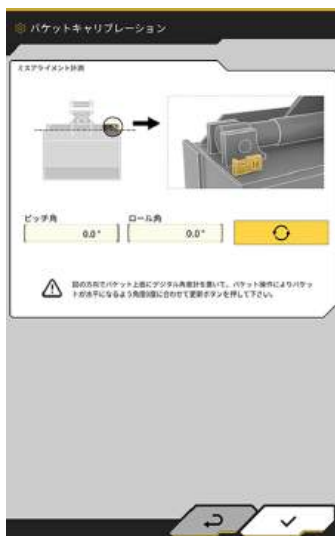 バケットキャリブレーション
ミスアライメント計測
ピッチ角 ロール角
0.0° 0.0°
図の方向でバケット上面にデジタル角度計を置いて、バケット操作によりバケッ
トが水平になるよう角度0度に合わせて更新ボタンを押して下さい。